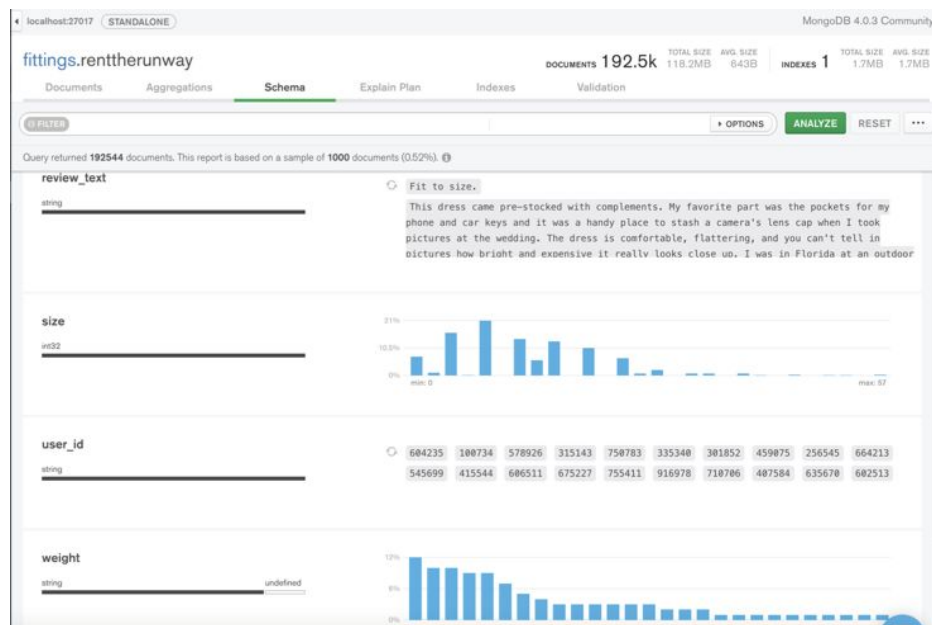 localhost:27017 STANDALONE MongoDB 4.0.3 Community
fittings.renttherunway DOCUMENTS 192.5k TOTAL SIZE 118.2MB AVG. SIZE 643B INDEXES 1 TOTAL SIZE 1.7MB AVG. SIZE 1.7MB
Documents Aggregations Schema Explain Plan Indexes Validation
FILTER OPTIONS ANALYZE RESET ...
Query returned 192544 documents. This report is based on a sample of 1000 documents (0.52%).
review_text
string
Fit to size.
This dress came pre-stocked with complements. My favorite part was the pockets for my
phone and car keys and it was a handy place to stash a camera's lens cap when I took
pictures at the wedding. The dress is comfortable, flattering, and you can't tell in
pictures how bright and expensive it really looks close up. I was in Florida at an outdoor
size
int32
21%
10.5%
0%
min: 0 max: 57
user_id
string
604235 100734 578926 315143 750783 335340 301852 459075 256545 664213
545699 415544 606511 675227 755411 916978 710706 407584 635670 602513
weight
string undefined
12%
6%
0%